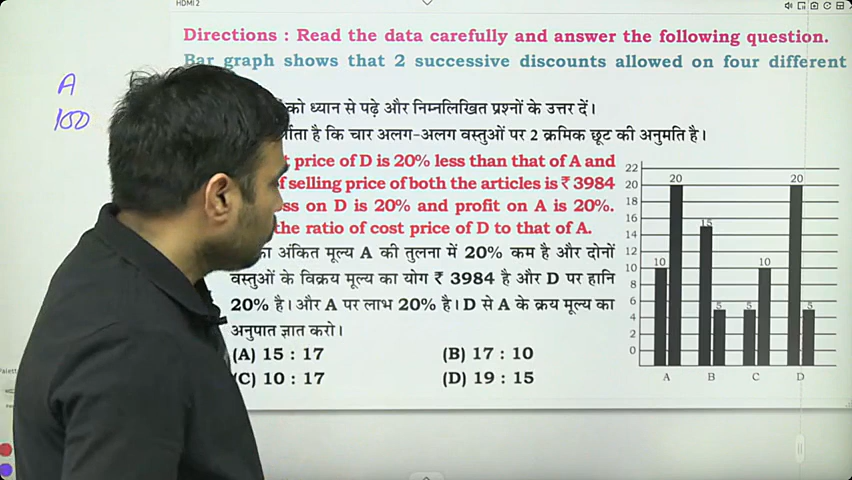 HDMI 2
Directions : Read the data carefully and answer the following question.
Bar graph shows that 2 successive discounts allowed on four different
A
100
को ध्यान से पढ़े और निम्नलिखित प्रश्नों के उत्तर दें।
है कि चार अलग-अलग वस्तुओं पर 2 क्रमिक छूट की अनुमति है।
price of D is 20% less than that of A and
selling price of both the articles is ₹ 3984
on D is 20% and profit on A is 20%.
the ratio of cost price of D to that of A.
अंकित मूल्य A की तुलना में 20% कम है और दोनों
वस्तुओं के विक्रय मूल्य का योग ₹ 3984 है और D पर हानि
20% है। और A पर लाभ 20% है। D से A के क्रय मूल्य का
अनुपात ज्ञात करो।
(A) 15 : 17
(B) 17 : 10
(C) 10 : 17
(D) 19 : 15
22
20
18
16
14
12
10
8
6
4
2
0
10
20
15
5
5
10
20
5
A
B
C
D